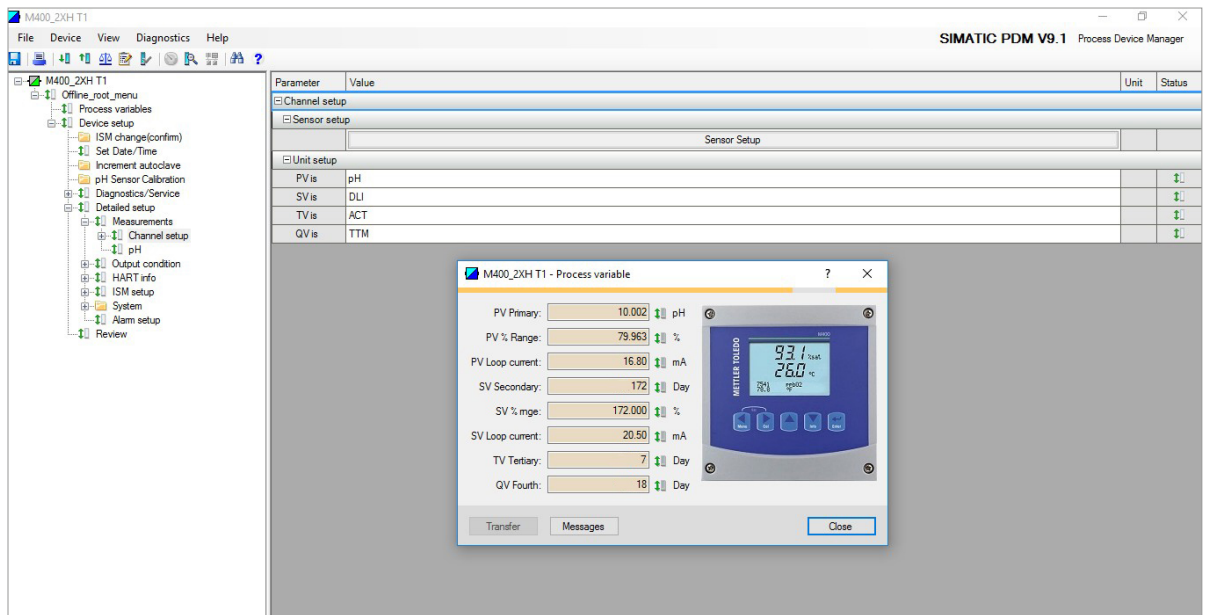 M400_2XH T1
File Device View Diagnostics Help
SIMATIC PDM V9.1 Process Device Manager
M400_2XH T1
Offline_root_menu
Process variables
Device setup
ISM change(confirm)
Set Date/Time
Increment autoclave
pH Sensor Calibration
Diagnostics/Service
Detailed setup
Measurements
Channel setup
pH
Output condition
HART info
ISM setup
System
Alarm setup
Review
Parameter Value Unit Status
Channel setup
Sensor setup
Sensor Setup
Unit setup
PV is pH
SV is DLI
TV is ACT
QV is TTM
M400_2XH T1 - Process variable ? ×
PV Primary: 10.002 pH
PV % Range: 79.963 %
PV Loop current: 16.80 mA
SV Secondary: 172 Day
SV % rnge: 172.000 %
SV Loop current: 20.50 mA
TV Tertiary: 7 Day
QV Fourth: 18 Day
METTLER TOLEDO
M400
93.1 %sat
26.0 °C
Menu Cal Info Enter
Transfer Messages Close